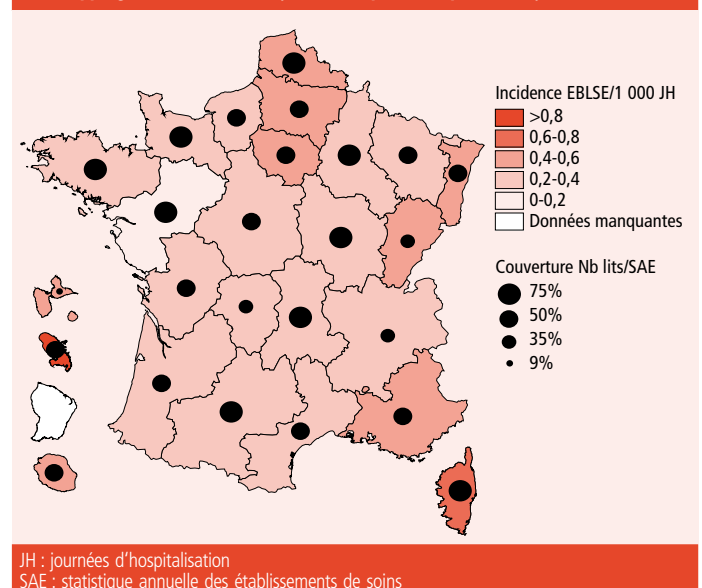 Incidence EBLSE/1 000 JH
>0,8
0,6-0,8
0,4-0,6
0,2-0,4
0-0,2
Données manquantes
Couverture Nb lits/SAE
75%
50%
35%
9%
JH : journées d'hospitalisation
SAE : statistique annuelle des établissements de soins